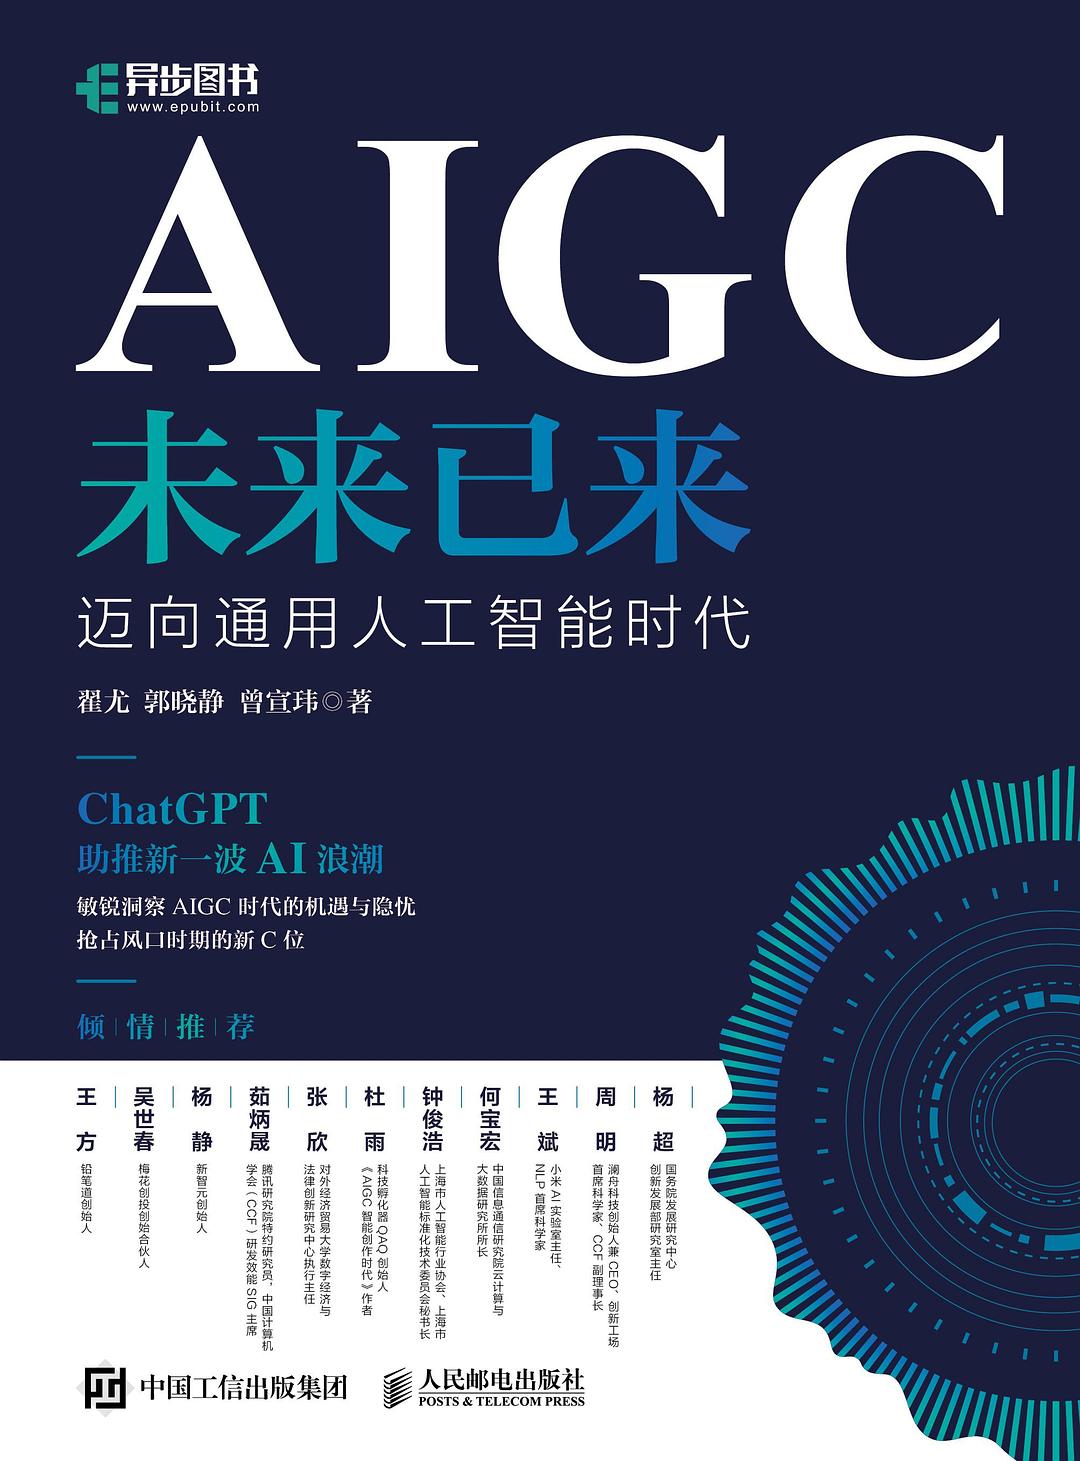 异步图书
www.epubit.com
AIGC
未来已来
迈向通用人工智能时代
翟尤 郭晓静 曾宣玮◎著
ChatGPT
助推新一波 AI 浪潮
敏锐洞察 AIGC 时代的机遇与隐忧
抢占风口时期的新 C 位
倾|情|推|荐
杨超
国务院发展研究中心
创新发展部研究室主任
周明
澜舟科技创始人兼 CEO、创新工场
首席科学家、CCF 副理事长
王斌
小米 AI 实验室主任、
NLP 首席科学家
何宝宏
中国信息通信研究院云计算与
大数据研究所所长
钟俊浩
上海市人工智能行业协会、上海市
人工智能标准化技术委员会秘书长
杜雨
科技孵化器 QAQ 创始人
《AIGC 智能创作时代》作者
张欣
对外经济贸易大学数字经济与
法律创新研究中心执行主任
茹炳晟
腾讯研究院特约研究员,中国计算机
学会(CCF)研发效能 SIG 主席
杨静
新智元创始人
吴世春
梅花创投创始合伙人
王方
铅笔道创始人
中国工信出版集团
人民邮电出版社
POSTS & TELECOM PRESS